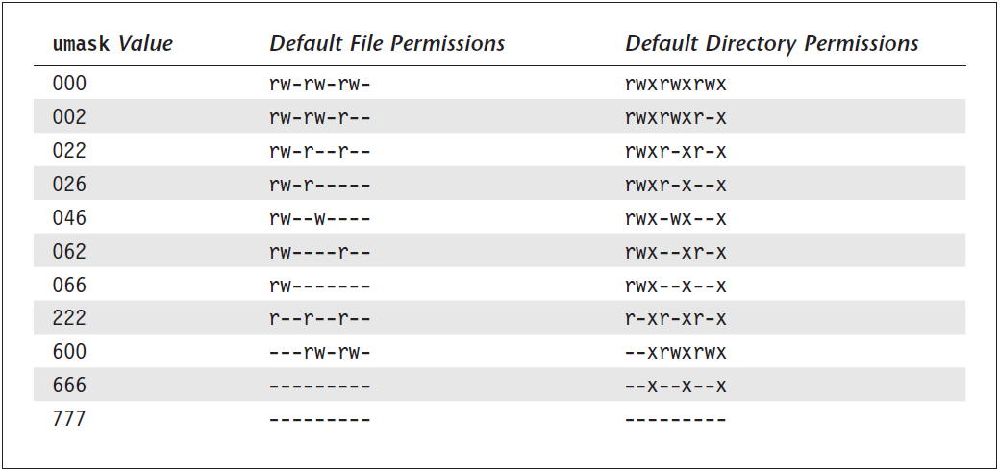 umask Value Default File Permissions Default Directory Permissions
000 rw-rw-rw- rwxrwxrwx
002 rw-rw-r-- rwxrwxr-x
022 rw-r--r-- rwxr-xr-x
026 rw-r----- rwxr-x--x
046 rw--w---- rwx-wx--x
062 rw----r-- rwx--xr-x
066 rw------- rwx--x--x
222 r--r--r-- r-xr-xr-x
600 ---rw-rw- --xrwxrwx
666 --------- --x--x--x
777 --------- ---------